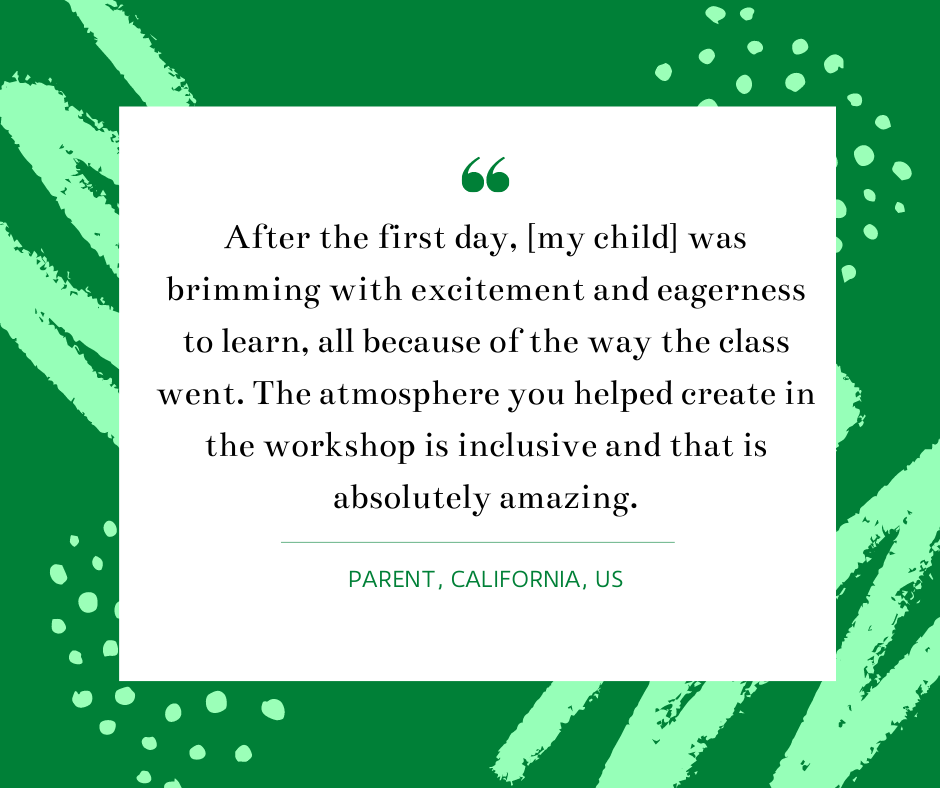 “
After the first day, [my child] was
brimming with excitement and eagerness
to learn, all because of the way the class
went. The atmosphere you helped create in
the workshop is inclusive and that is
absolutely amazing.
PARENT, CALIFORNIA, US